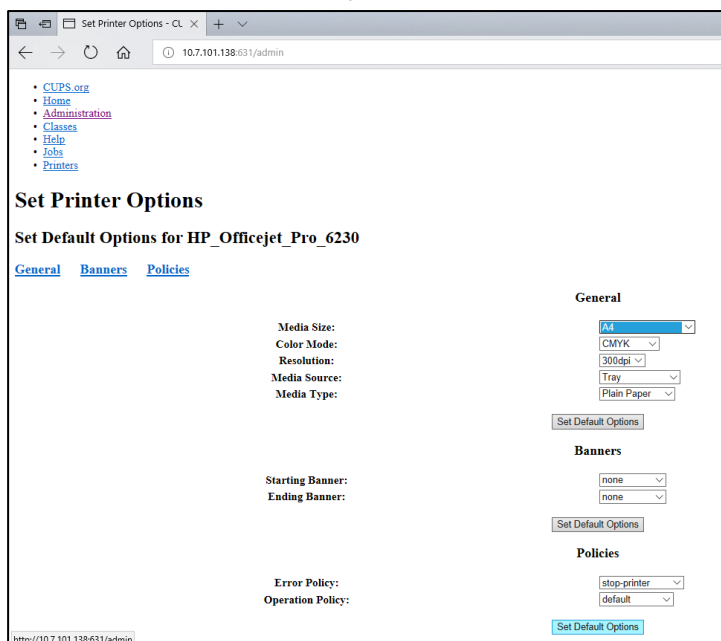 Set Printer Options - CU
10.7.101.138:631/admin
CUPS.org
Home
Administration
Classes
Help
Jobs
Printers
Set Printer Options
Set Default Options for HP_Officejet_Pro_6230
General Banners Policies
General
Media Size: A4
Color Mode: CMYK
Resolution: 300dpi
Media Source: Tray
Media Type: Plain Paper
Set Default Options
Banners
Starting Banner: none
Ending Banner: none
Set Default Options
Policies
Error Policy: stop-printer
Operation Policy: default
Set Default Options
http://10.7.101.138:631/admin